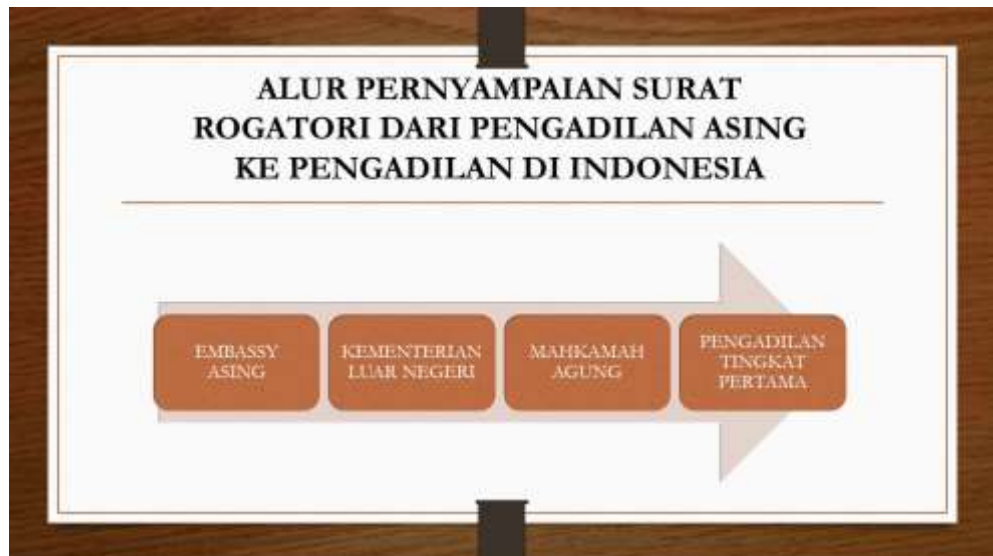 ALUR PERNYAMPAIAN SURAT
ROGATORI DARI PENGADILAN ASING
KE PENGADILAN DI INDONESIA
EMBASSY
ASING
KEMENTERIAN
LUAR NEGERI
MAHKAMAH
AGUNG
PENGADILAN
TINGKAT
PERTAMA